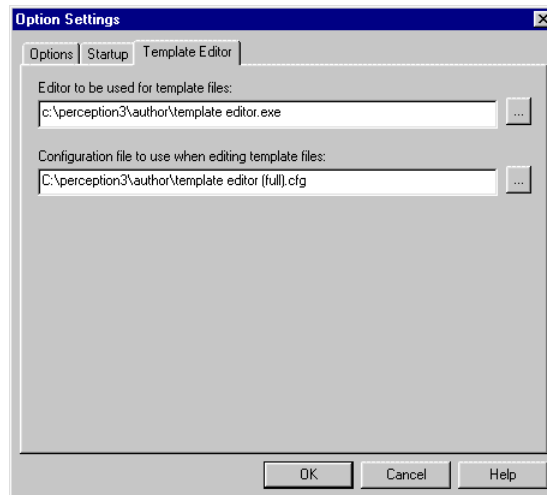 Option Settings
Options Startup Template Editor
Editor to be used for template files:
c:\perception3\author\template editor.exe
...
Configuration file to use when editing template files:
C:\perception3\author\template editor (full).cfg
...
OK Cancel Help